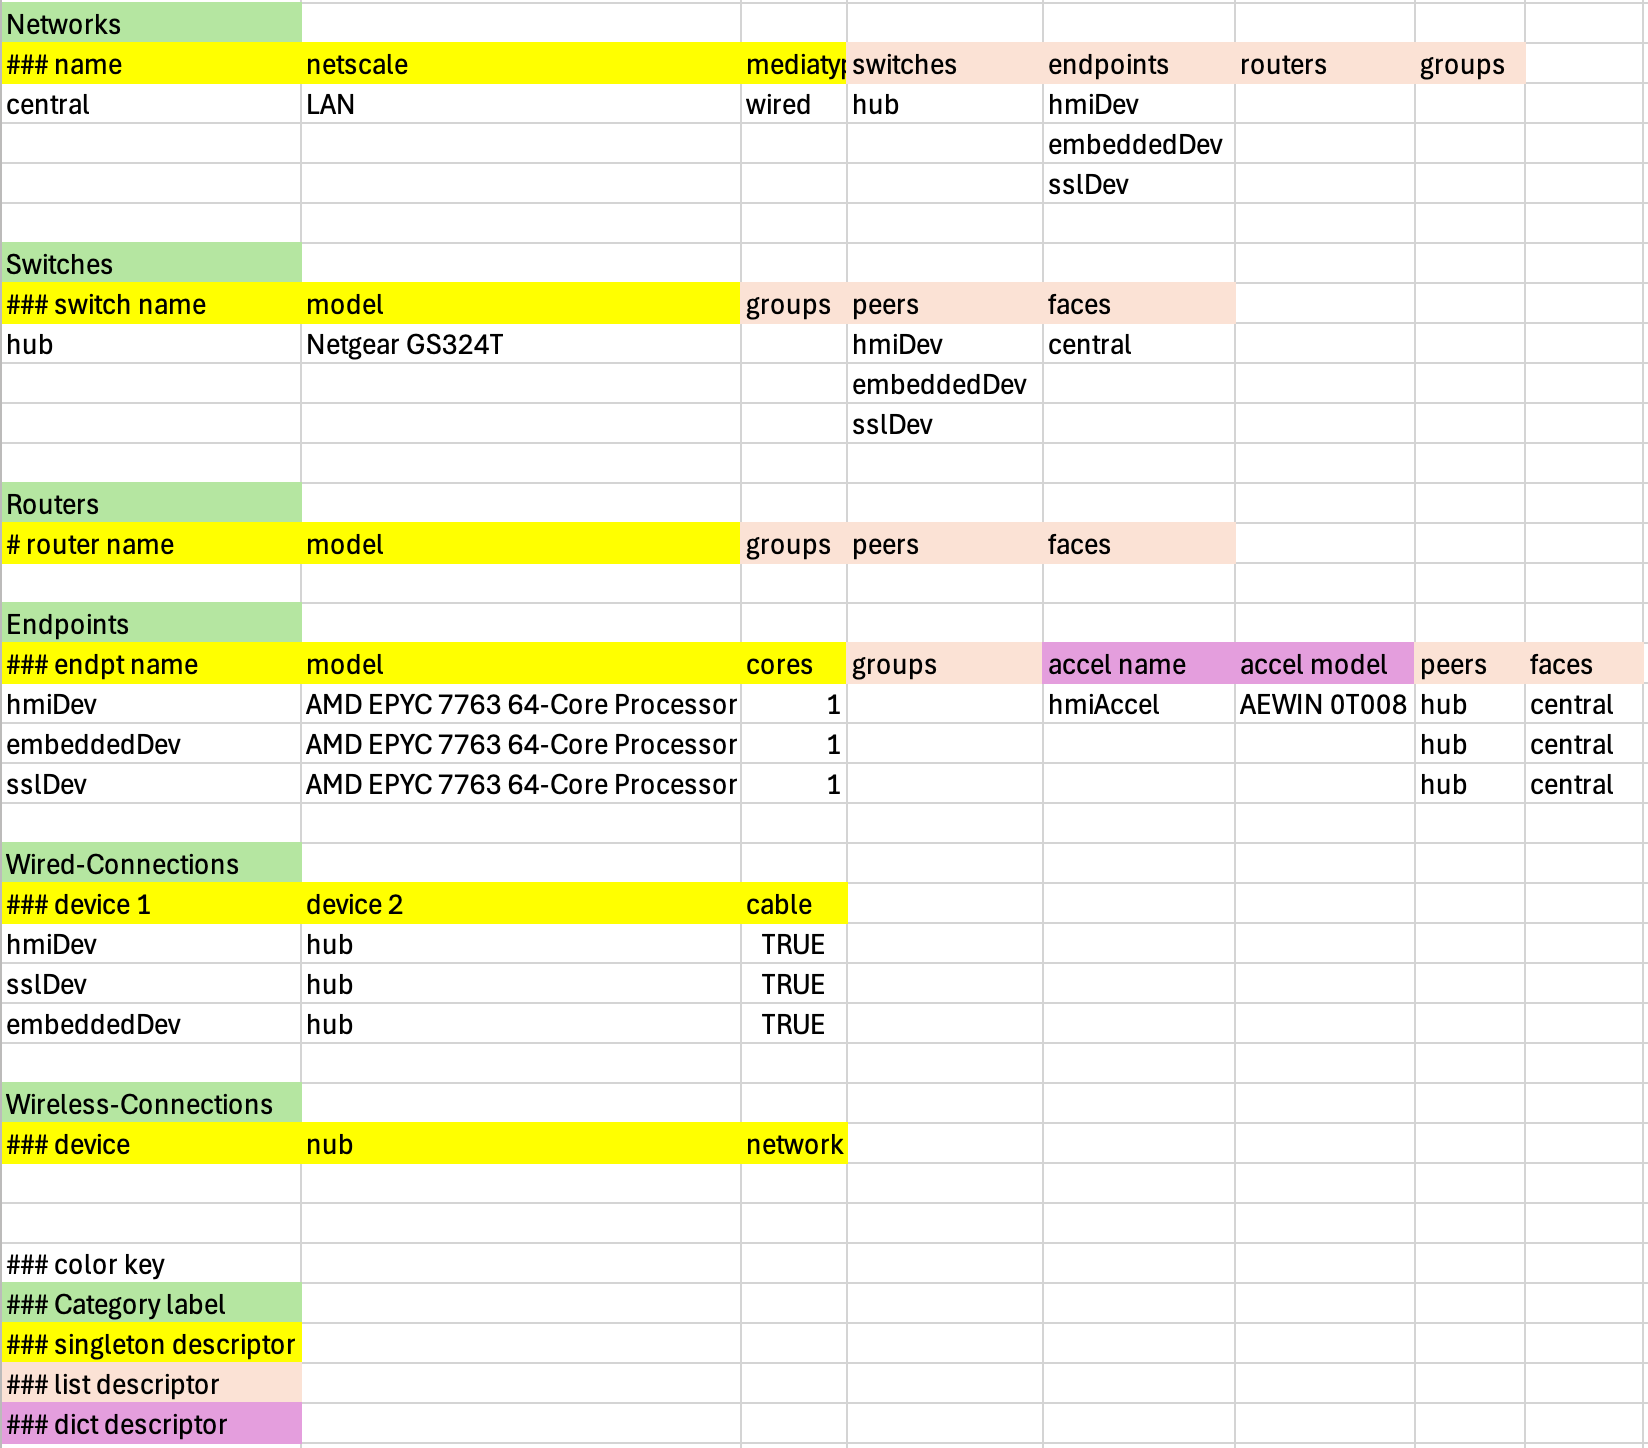 Networks
### name netscale mediatyp switches endpoints routers groups
central LAN wired hub hmiDev
embeddedDev
sslDev
Switches
### switch name model groups peers faces
hub Netgear GS324T hmiDev central
embeddedDev
sslDev
Routers
# router name model groups peers faces
Endpoints
### endpt name model cores groups accel name accel model peers faces
hmiDev AMD EPYC 7763 64-Core Processor 1 hmiAccel AEWIN 0T008 hub central
embeddedDev AMD EPYC 7763 64-Core Processor 1 hub central
sslDev AMD EPYC 7763 64-Core Processor 1 hub central
Wired-Connections
### device 1 device 2 cable
hmiDev hub TRUE
sslDev hub TRUE
embeddedDev hub TRUE
Wireless-Connections
### device nub network
### color key
### Category label
### singleton descriptor
### list descriptor
### dict descriptor